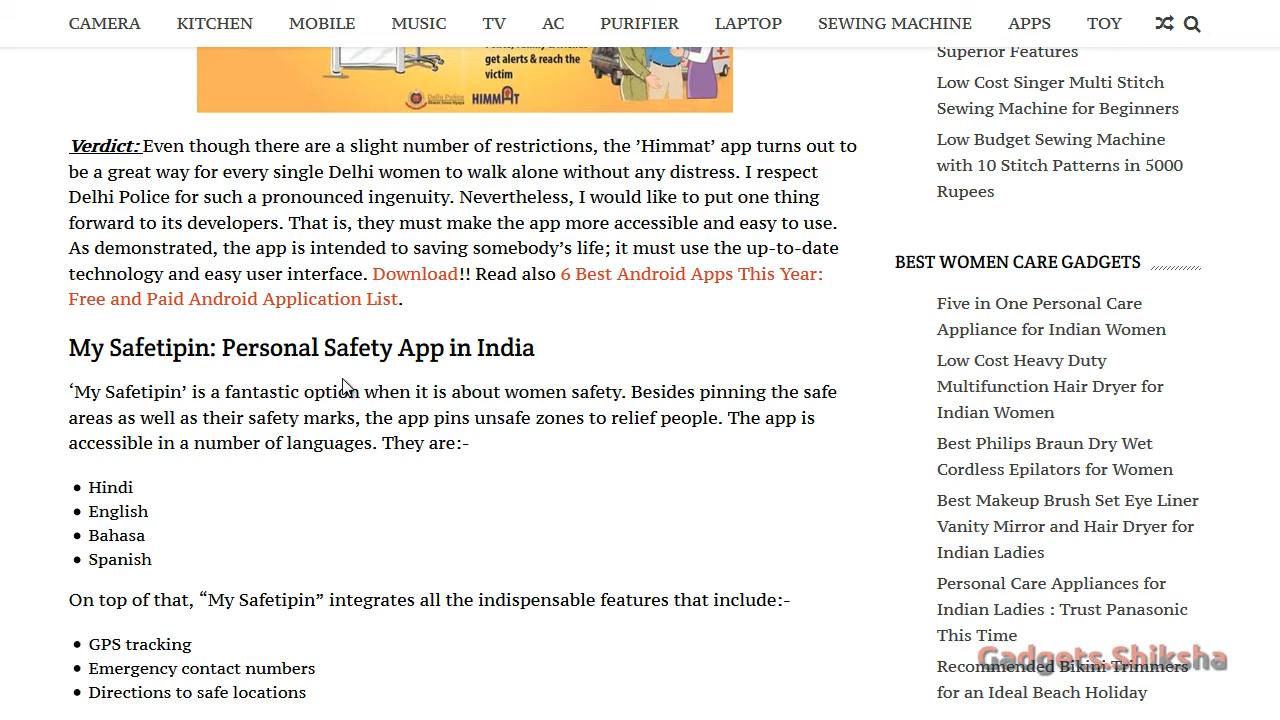 CAMERA KITCHEN MOBILE MUSIC TV AC PURIFIER LAPTOP SEWING MACHINE APPS TOY
get alerts & reach the
victim
Delhi Police
HIMMAT
Verdict: Even though there are a slight number of restrictions, the ’Himmat’ app turns out to
be a great way for every single Delhi women to walk alone without any distress. I respect
Delhi Police for such a pronounced ingenuity. Nevertheless, I would like to put one thing
forward to its developers. That is, they must make the app more accessible and easy to use.
As demonstrated, the app is intended to saving somebody’s life; it must use the up-to-date
technology and easy user interface. Download!! Read also 6 Best Android Apps This Year:
Free and Paid Android Application List.
My Safetipin: Personal Safety App in India
‘My Safetipin’ is a fantastic option when it is about women safety. Besides pinning the safe
areas as well as their safety marks, the app pins unsafe zones to relief people. The app is
accessible in a number of languages. They are:-
• Hindi
• English
• Bahasa
• Spanish
On top of that, “My Safetipin” integrates all the indispensable features that include:-
• GPS tracking
• Emergency contact numbers
• Directions to safe locations
Superior Features
Low Cost Singer Multi Stitch
Sewing Machine for Beginners
Low Budget Sewing Machine
with 10 Stitch Patterns in 5000
Rupees
BEST WOMEN CARE GADGETS
Five in One Personal Care
Appliance for Indian Women
Low Cost Heavy Duty
Multifunction Hair Dryer for
Indian Women
Best Philips Braun Dry Wet
Cordless Epilators for Women
Best Makeup Brush Set Eye Liner
Vanity Mirror and Hair Dryer for
Indian Ladies
Personal Care Appliances for
Indian Ladies : Trust Panasonic
This Time
Recommended Bikini Trimmers
for an Ideal Beach Holiday
Gadgets.Shiksha